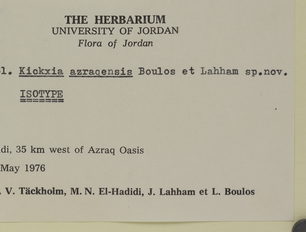 THE HERBARIUM
UNIVERSITY OF JORDAN
Flora of Jordan
l. Kickxia azraqensis Boulos et Lahham sp.nov.
ISOTYPE
di, 35 km west of Azraq Oasis
May 1976
. V. Täckholm, M. N. El-Hadidi, J. Lahham et L. Boulos